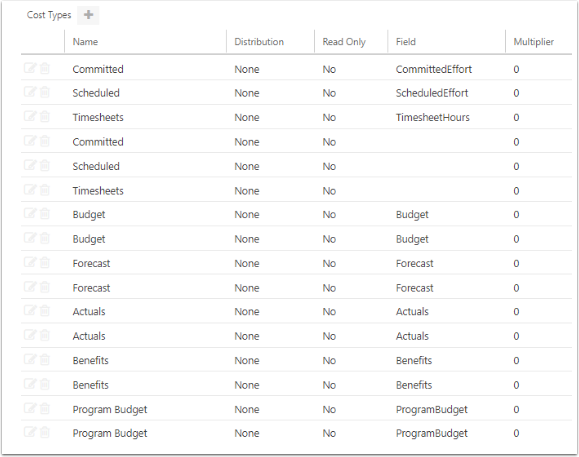 Cost Types +
Name Distribution Read Only Field Multiplier
Committed None No CommittedEffort 0
Scheduled None No ScheduledEffort 0
Timesheets None No TimesheetHours 0
Committed None No 0
Scheduled None No 0
Timesheets None No 0
Budget None No Budget 0
Budget None No Budget 0
Forecast None No Forecast 0
Forecast None No Forecast 0
Actuals None No Actuals 0
Actuals None No Actuals 0
Benefits None No Benefits 0
Benefits None No Benefits 0
Program Budget None No ProgramBudget 0
Program Budget None No ProgramBudget 0